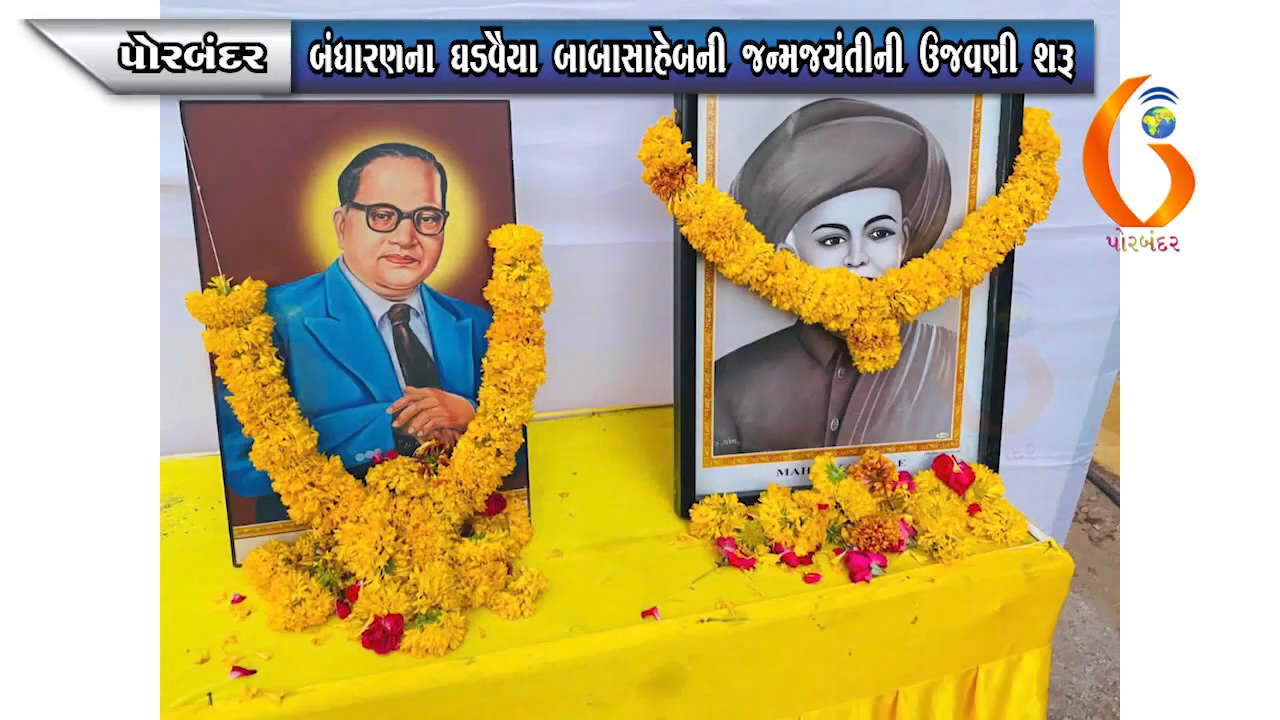 પોરબંદર
બંધારણના ઘડવૈયા બાબાસાહેબની જન્મજયંતીની ઉજવણી શરૂ
પોરબંદર